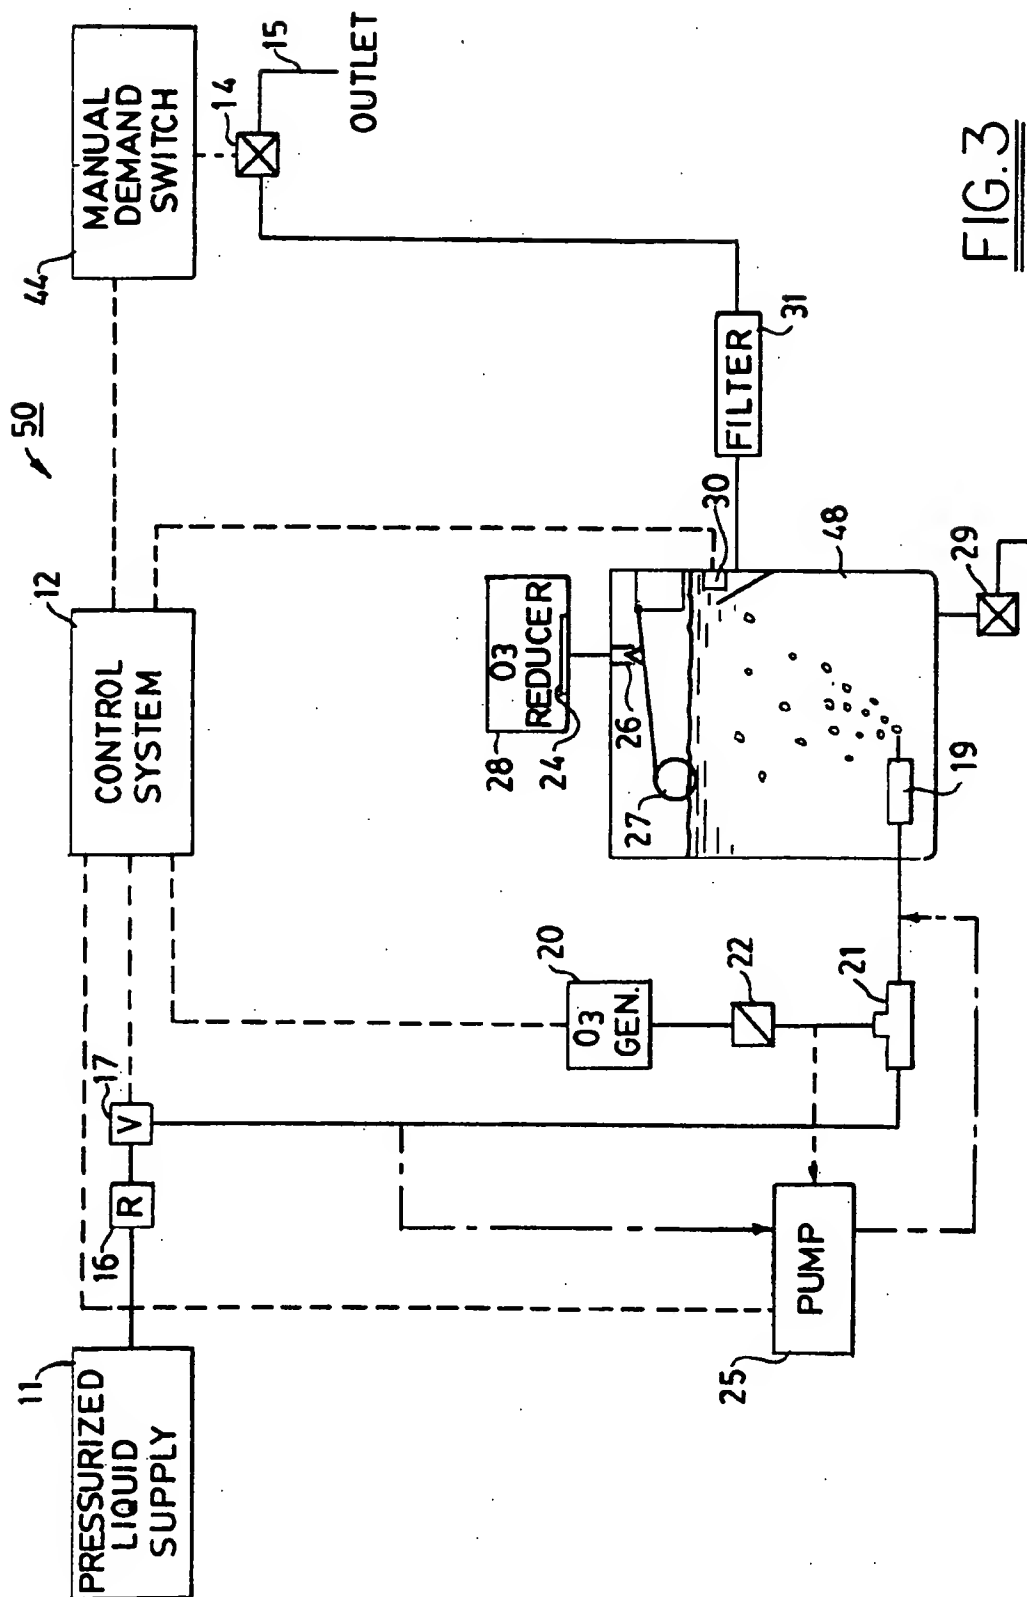 50
11
PRESSURIZED
LIQUID
SUPPLY
16
R
17
V
12
CONTROL
SYSTEM
44
MANUAL
DEMAND
SWITCH
14
15
OUTLET
20
O3
GEN.
22
21
25
PUMP
28
O3
REDUCER
24
26
27
30
48
19
29
FILTER
31
FIG.3